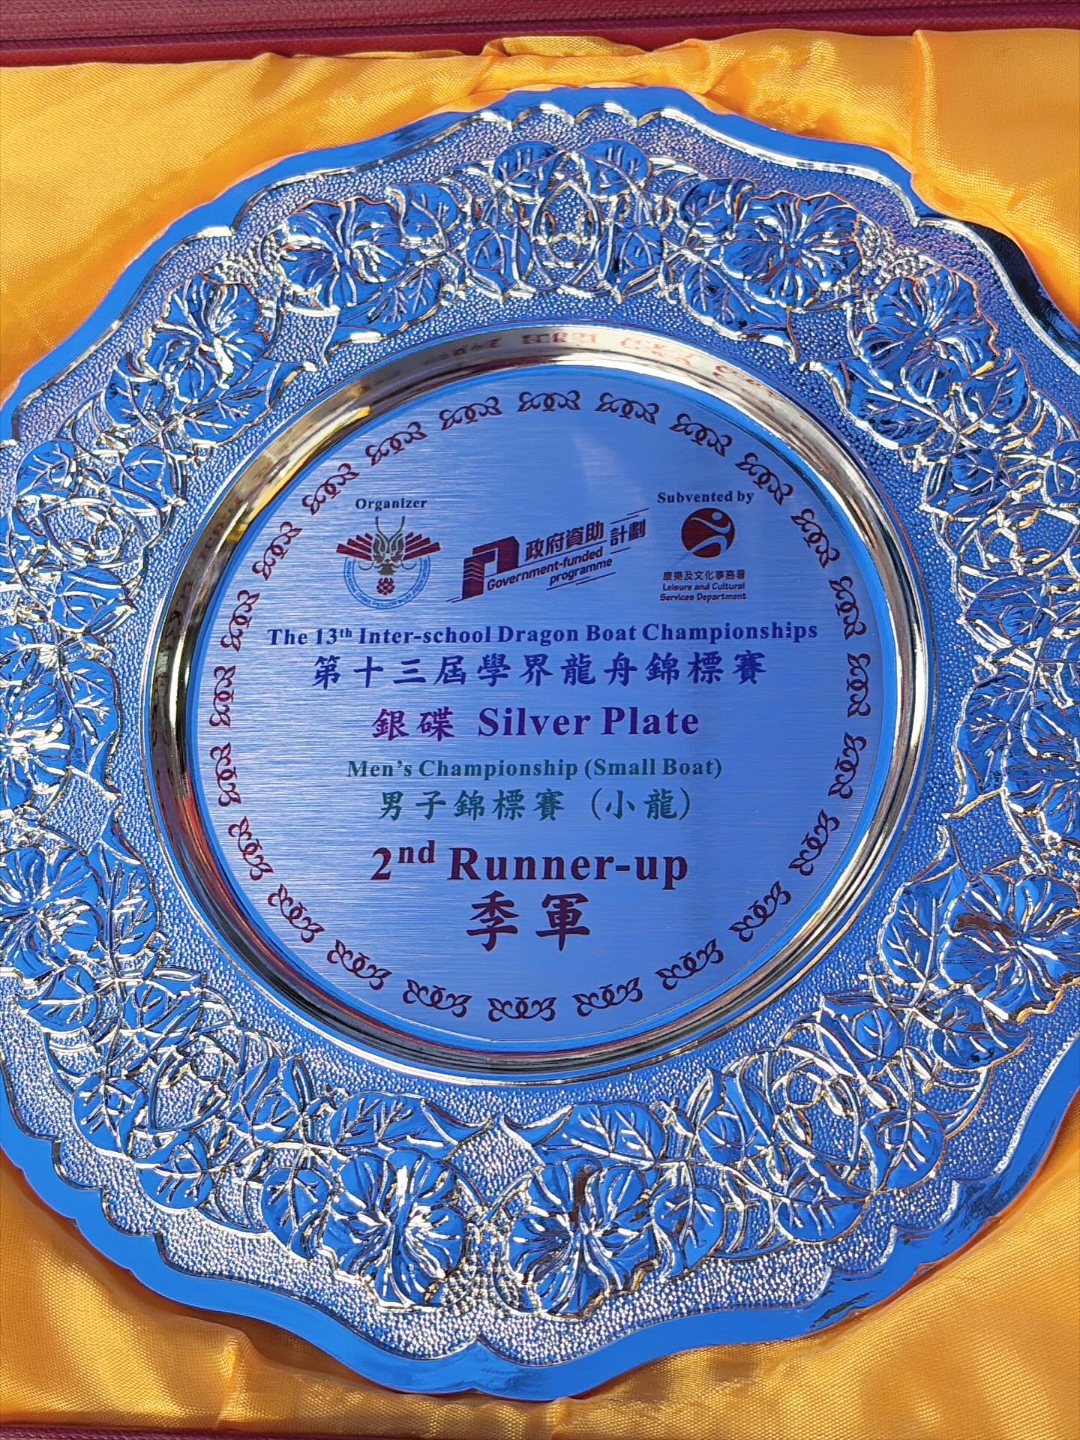 Organizer
Subvented by
政府資助計劃
Government-funded
programme
康樂及文化事務署
Leisure and Cultural
Services Department
The 13th Inter-school Dragon Boat Championships
第十三屆學界龍舟錦標賽
銀碟 Silver Plate
Men's Championship (Small Boat)
男子錦標賽 (小龍)
2nd Runner-up
季軍